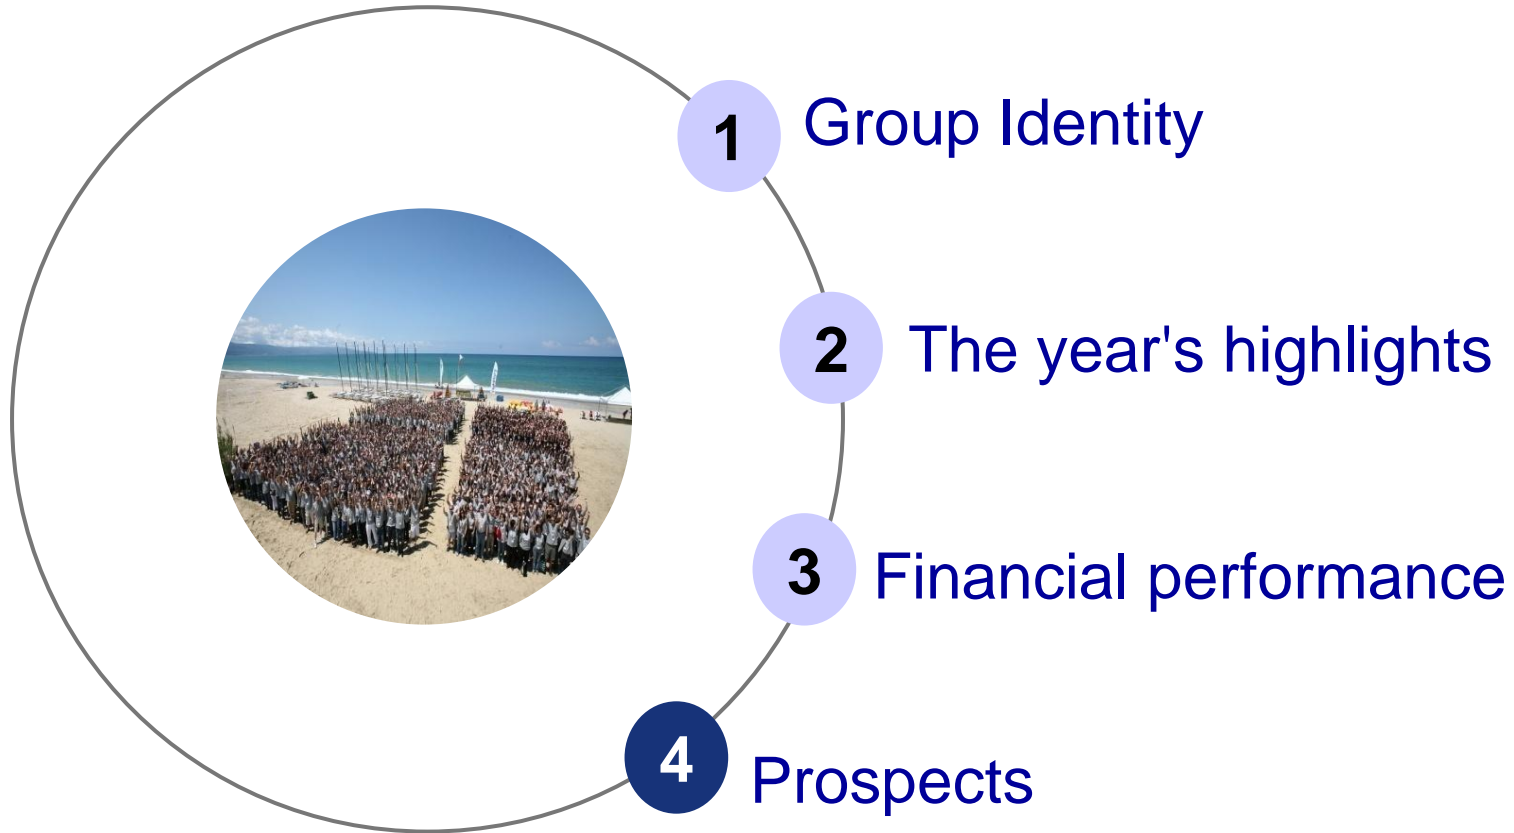 1 Group Identity
2 The year's highlights
3 Financial performance
4 Prospects